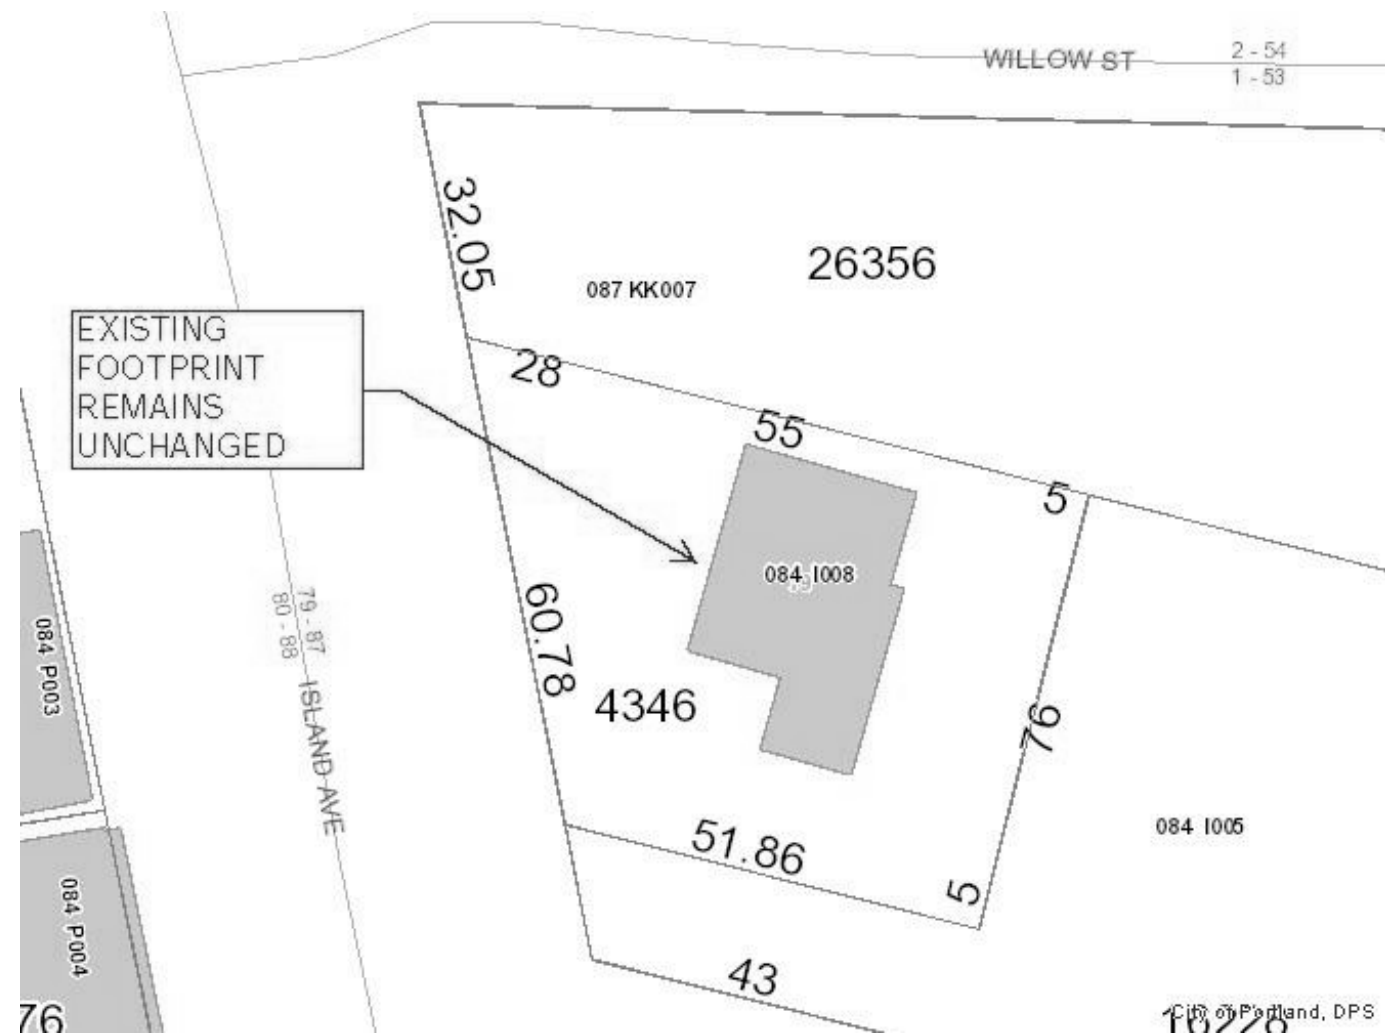 WILLOW ST
2 - 54
1 - 53
32.05
26356
087 KK007
EXISTING
FOOTPRINT
REMAINS
UNCHANGED
28
55
5
084 I008
79 - 87
80 - 88
ISLAND AVE
60.78
4346
76
084 P003
51.86
084 I005
5
084 P004
43
76
City of Portland, DPS